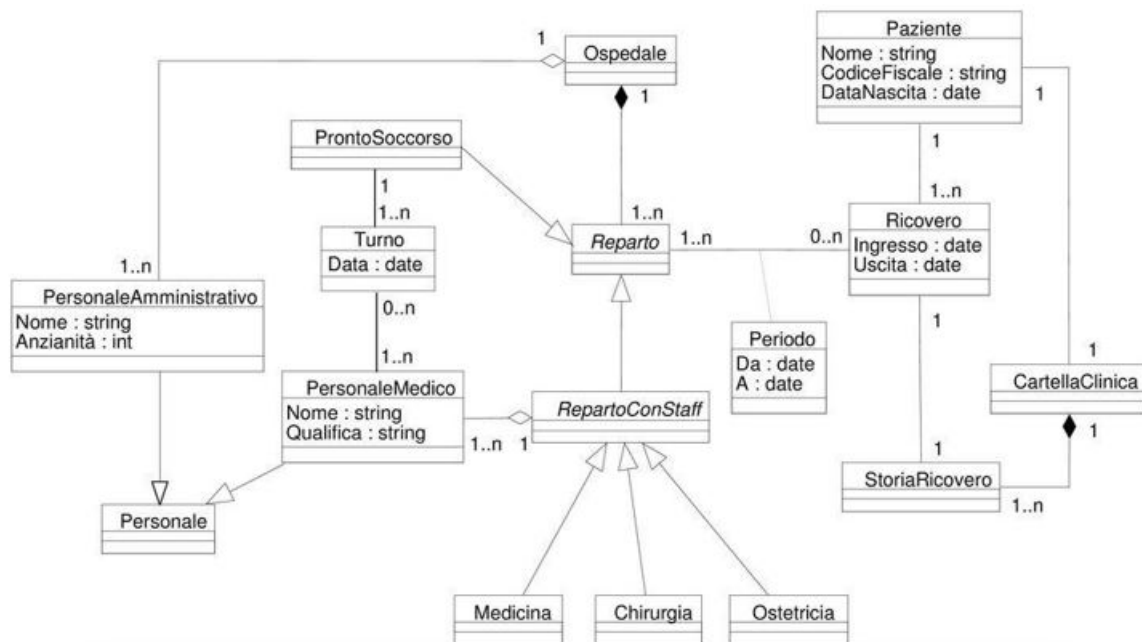 1
Ospedale
1
Paziente
Nome : string
CodiceFiscale : string
DataNascita : date
1
1
ProntoSoccorso
1
1..n
Turno
Data : date
0..n
1..n
1..n
Reparto
1..n
0..n
1..n
Ricovero
Ingresso : date
Uscita : date
1
1..n
PersonaleAmministrativo
Nome : string
Anzianità : int
Periodo
Da : date
A : date
1
CartellaClinica
1
PersonaleMedico
Nome : string
Qualifica : string
1..n
1
RepartoConStaff
1
StoriaRicovero
1..n
Personale
Medicina
Chirurgia
Ostetricia